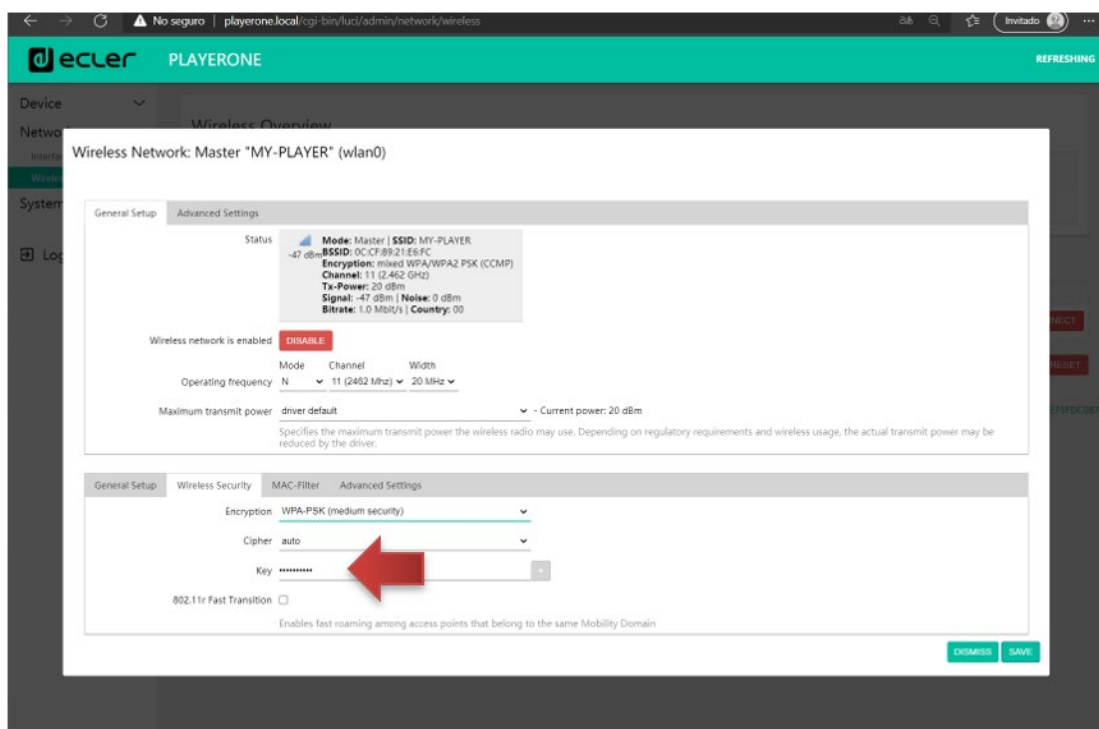 No seguro | playerone.local/cgi-bin/luci/admin/network/wireless
Invitado
ecler PLAYERONE REFRESHING
Device
Wireless Overview
Wireless Network: Master "MY-PLAYER" (wlan0)
System
General Setup Advanced Settings
Status
Mode: Master | SSID: MY-PLAYER
-47 dBm BSSID: 0C:CF:89:21:E6:FC
Encryption: mixed WPA/WPA2 PSK (CCMP)
Channel: 11 (2.462 GHz)
Tx-Power: 20 dBm
Signal: -47 dBm | Noise: 0 dBm
Bitrate: 1.0 Mbit/s | Country: 00
Wireless network is enabled DISABLE
Mode Channel Width
Operating frequency N 11 (2462 Mhz) 20 MHz
RESET
Maximum transmit power driver default - Current power: 20 dBm
Specifies the maximum transmit power the wireless radio may use. Depending on regulatory requirements and wireless usage, the actual transmit power may be
reduced by the driver.
General Setup Wireless Security MAC-Filter Advanced Settings
Encryption WPA-PSK (medium security)
Cipher auto
Key ••••••••••
802.11r Fast Transition
Enables fast roaming among access points that belong to the same Mobility Domain
DISMISS SAVE